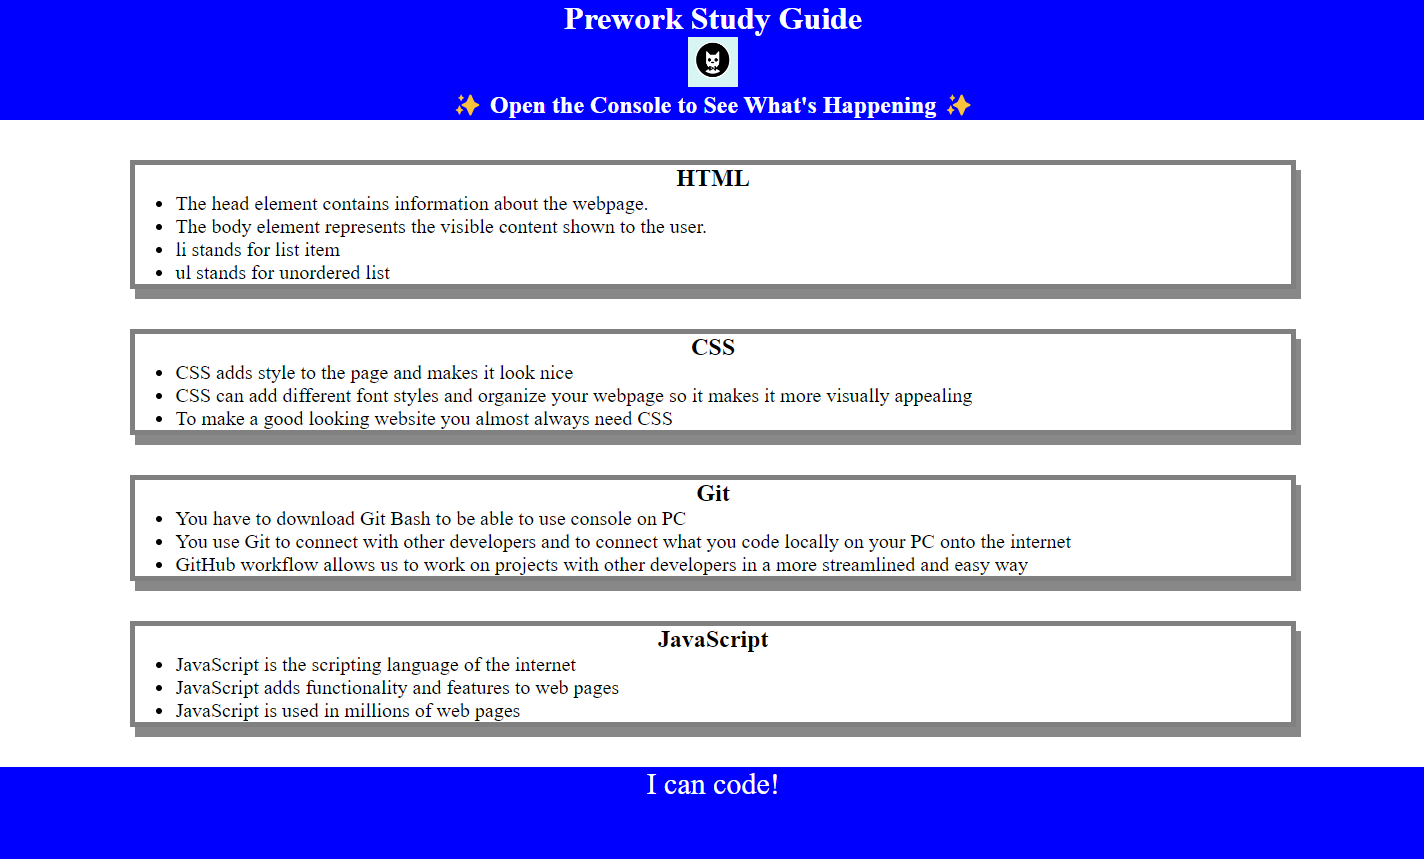 Prework Study Guide
✨ Open the Console to See What's Happening ✨
HTML
• The head element contains information about the webpage.
• The body element represents the visible content shown to the user.
• li stands for list item
• ul stands for unordered list
CSS
• CSS adds style to the page and makes it look nice
• CSS can add different font styles and organize your webpage so it makes it more visually appealing
• To make a good looking website you almost always need CSS
Git
• You have to download Git Bash to be able to use console on PC
• You use Git to connect with other developers and to connect what you code locally on your PC onto the internet
• GitHub workflow allows us to work on projects with other developers in a more streamlined and easy way
JavaScript
• JavaScript is the scripting language of the internet
• JavaScript adds functionality and features to web pages
• JavaScript is used in millions of web pages
I can code!